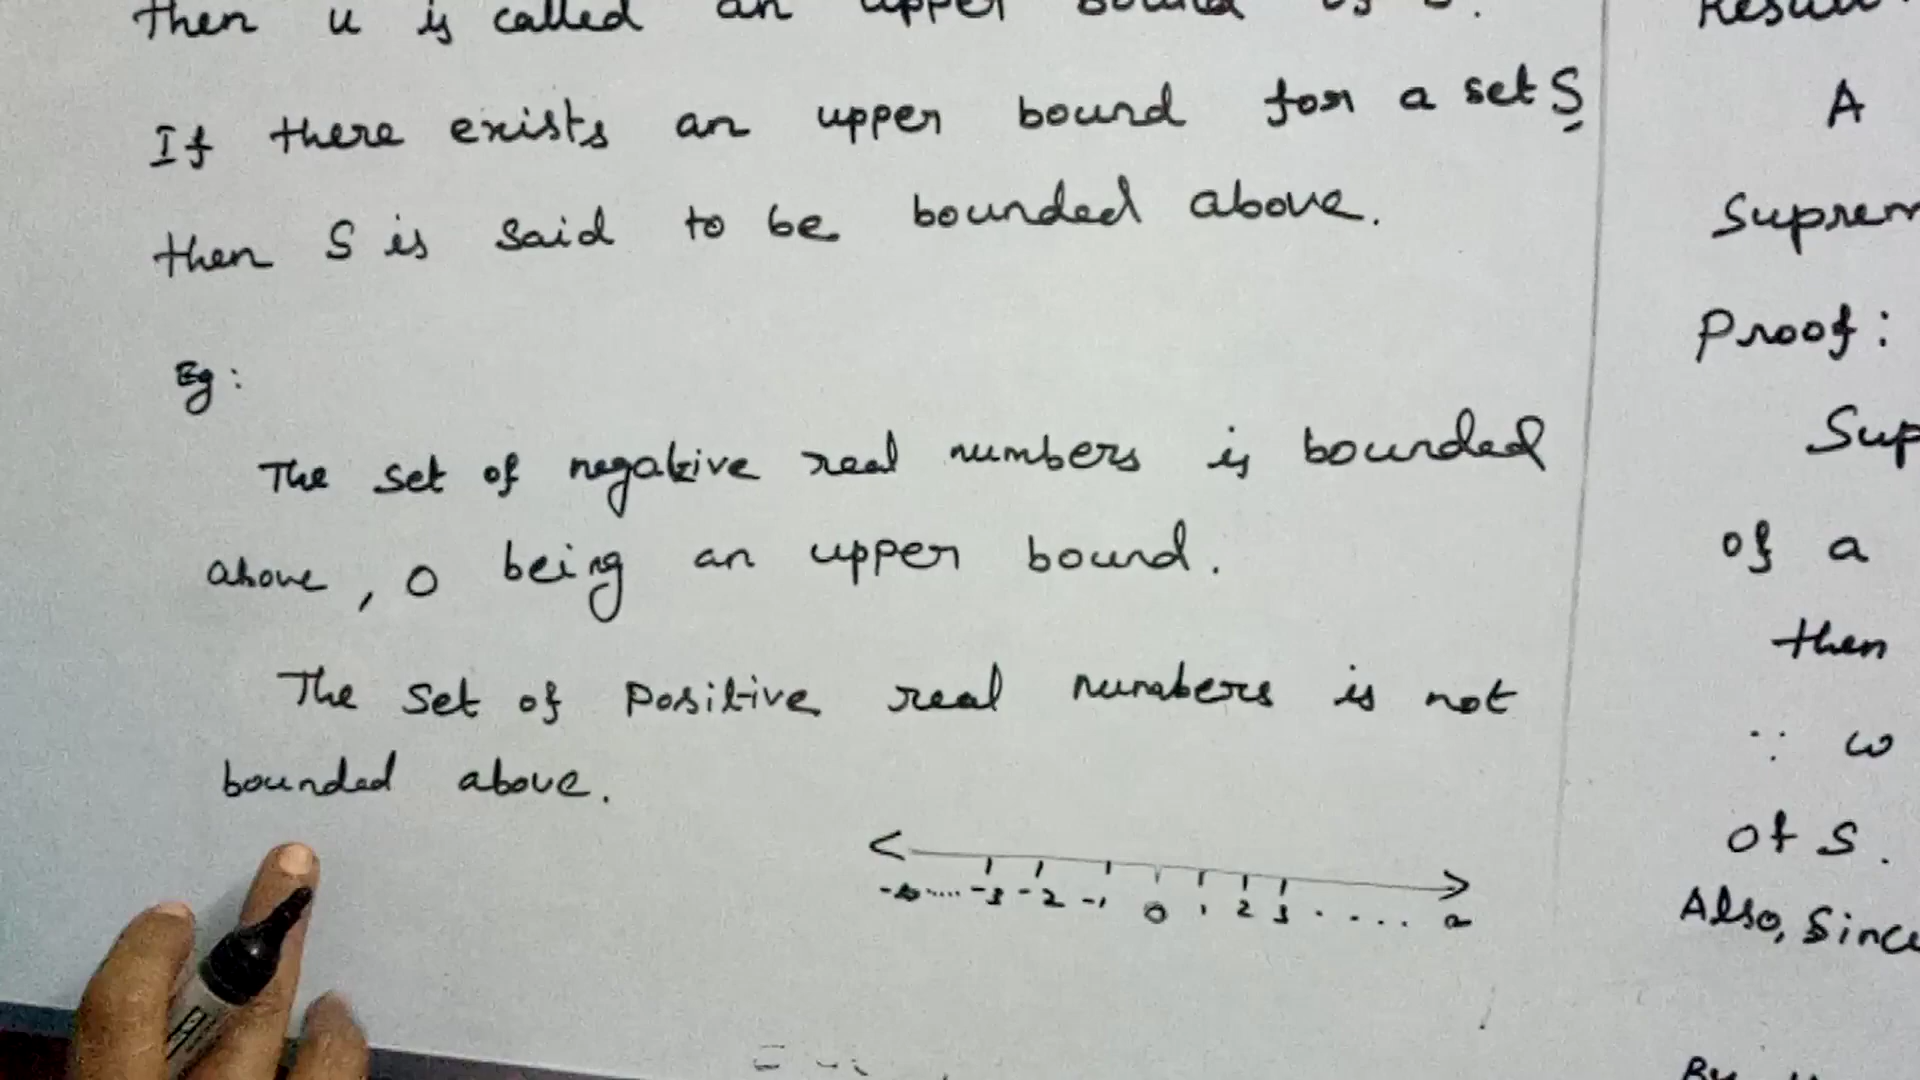 then u is called an upper bound of S.
If there exists an upper bound for a set S
then S is said to be bounded above.
Eg:
The set of negative real numbers is bounded
above, 0 being an upper bound.
The set of Positive real numbers is not
bounded above.
-3 -2 -1 0 1 2 3 ....
A
Suprem
Proof:
Sup
of a
then
∵ w
of S.
Also, Since
By